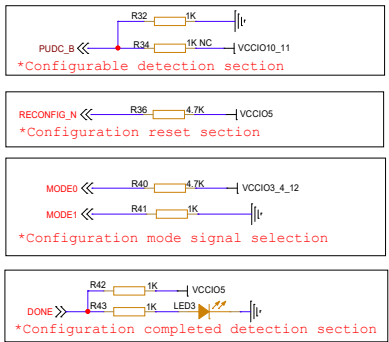 R32 1K
PUDC_B R34 1K NC VCCIO10_11
*Configurable detection section
RECONFIG_N R36 4.7K VCCIO5
*Configuration reset section
MODE0 R40 4.7K VCCIO3_4_12
MODE1 R41 1K
*Configuration mode signal selection
R42 1K VCCIO5
DONE R43 1K LED3
*Configuration completed detection section